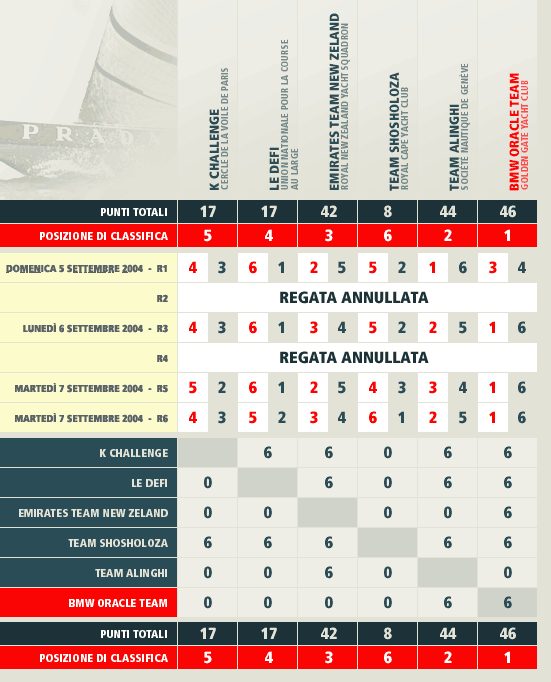 PRAD
K CHALLENGE
CERCLE DE LA VOILE DE PARIS
LE DEFI
UNION NATIONALE POUR LA COURSE
AU LARGE
EMIRATES TEAM NEW ZELAND
ROYAL NEW ZEALAND YACHT SQUADRON
TEAM SHOSHOLOZA
ROYAL CAPE YACHT CLUB
TEAM ALINGHI
SOCIÉTÉ NAUTIQUE DE GENÈVE
BMW ORACLE TEAM
GOLDEN GATE YACHT CLUB
PUNTI TOTALI 17 17 42 8 44 46
POSIZIONE DI CLASSIFICA 5 4 3 6 2 1
DOMENICA 5 SETTEMBRE 2004 - R1 4 3 6 1 2 5 5 2 1 6 3 4
R2 REGATA ANNULLATA
LUNEDÌ 6 SETTEMBRE 2004 - R3 4 3 6 1 3 4 5 2 2 5 1 6
R4 REGATA ANNULLATA
MARTEDÌ 7 SETTEMBRE 2004 - R5 5 2 6 1 2 5 4 3 3 4 1 6
MARTEDÌ 7 SETTEMBRE 2004 - R6 4 3 5 2 3 4 6 1 2 5 1 6
K CHALLENGE 6 6 0 6 6
LE DEFI 0 6 0 6 6
EMIRATES TEAM NEW ZELAND 0 0 0 0 6
TEAM SHOSHOLOZA 6 6 6 6 6
TEAM ALINGHI 0 0 6 0 0
BMW ORACLE TEAM 0 0 0 0 6 6
PUNTI TOTALI 17 17 42 8 44 46
POSIZIONE DI CLASSIFICA 5 4 3 6 2 1